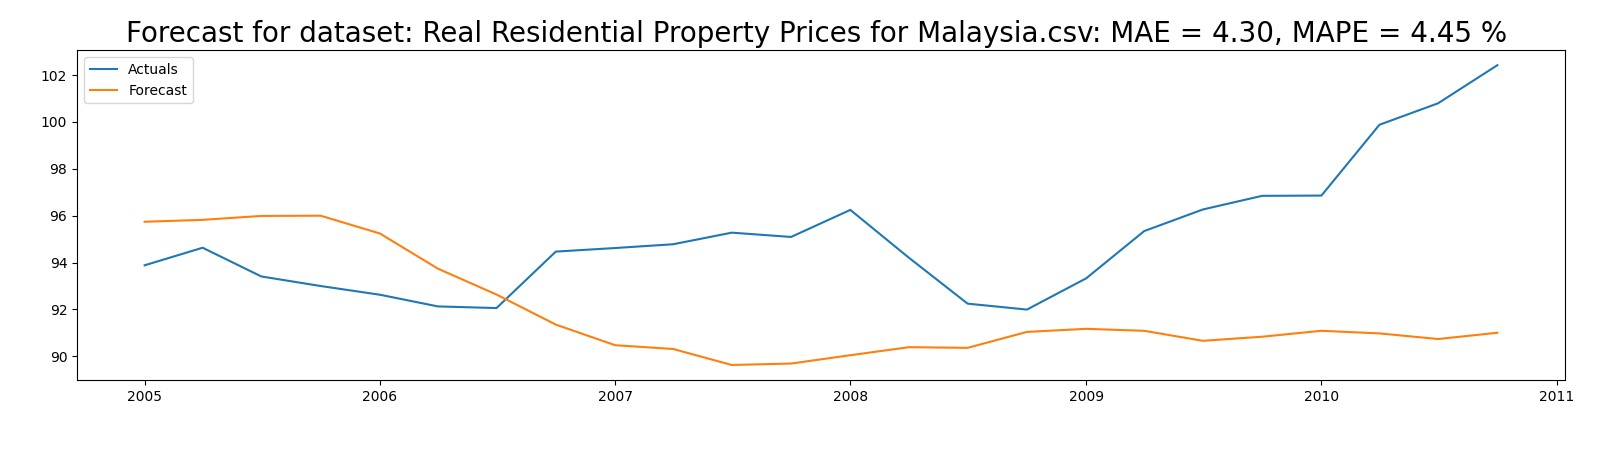 Forecast for dataset: Real Residential Property Prices for Malaysia.csv: MAE = 4.30, MAPE = 4.45 %
Actuals
Forecast
102
100
98
96
94
92
90
2005 2006 2007 2008 2009 2010 2011